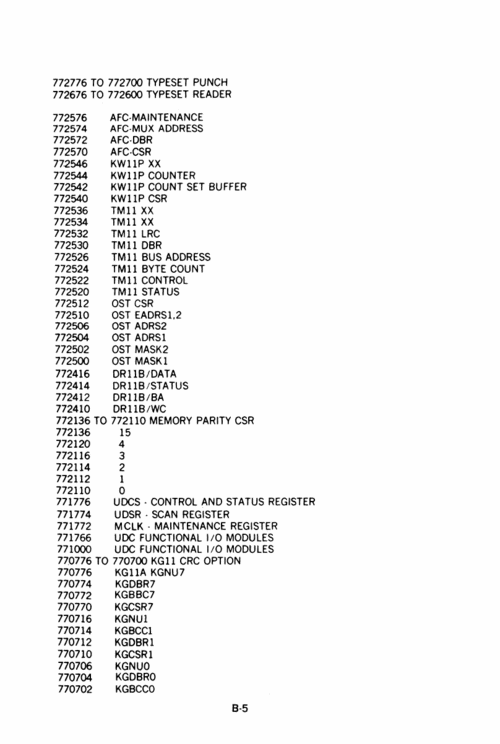 772776 TO 772700 TYPESET PUNCH
772676 TO 772600 TYPESET READER
772576 AFC-MAINTENANCE
772574 AFC-MUX ADDRESS
772572 AFC-DBR
772570 AFC-CSR
772546 KW11P XX
772544 KW11P COUNTER
772542 KW11P COUNT SET BUFFER
772540 KW11P CSR
772536 TM11 XX
772534 TM11 XX
772532 TM11 LRC
772530 TM11 DBR
772526 TM11 BUS ADDRESS
772524 TM11 BYTE COUNT
772522 TM11 CONTROL
772520 TM11 STATUS
772512 OST CSR
772510 OST EADRS1,2
772506 OST ADRS2
772504 OST ADRS1
772502 OST MASK2
772500 OST MASK1
772416 DR11B/DATA
772414 DR11B/STATUS
772412 DR11B/BA
772410 DR11B/WC
772136 TO 772110 MEMORY PARITY CSR
772136 15
772120 4
772116 3
772114 2
772112 1
772110 0
771776 UDCS - CONTROL AND STATUS REGISTER
771774 UDSR - SCAN REGISTER
771772 MCLK - MAINTENANCE REGISTER
771766 UDC FUNCTIONAL I/O MODULES
771000 UDC FUNCTIONAL I/O MODULES
770776 TO 770700 KG11 CRC OPTION
770776 KG11A KGNU7
770774 KGDBR7
770772 KGBBC7
770770 KGCSR7
770716 KGNU1
770714 KGBCC1
770712 KGDBR1
770710 KGCSR1
770706 KGNU0
770704 KGDBR0
770702 KGBCC0
B-5